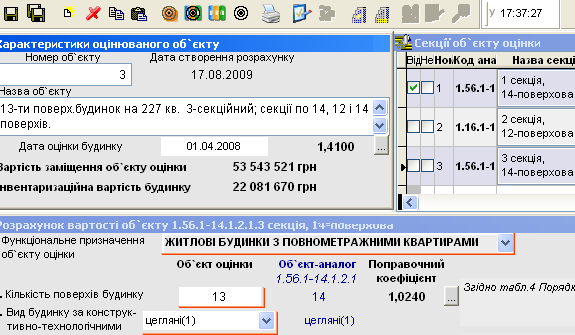 У 17:37:27
Характеристики оцінюваного об`єкту
Номер об`єкту Дата створення розрахунку
3 17.08.2009
Назва об`єкту
13-ти поверх.будинок на 227 кв. 3-секційний; секції по 14, 12 і 14
поверхів.
Дата оцінки будинку 01.04.2008 1,4100 ...
Вартість заміщення об`єкту оцінки 53 543 521 грн
Інвентаризаційна вартість будинку 22 081 670 грн
Секції об`єкту оцінки
Від Не Ном Код ана Назва секці
1 1.56.1-1 1 секція,
14-поверхова
2 1.16.1-1 2 секція,
12-поверхова
3 1.56.1-1 3 секція,
14-поверхова
Розрахунок вартості об`єкту 1.56.1-14.1.2.1.3 секція, 14-поверхова
Функціональне призначення
об`єкту оцінки
ЖИТЛОВІ БУДИНКИ З ПОВНОМЕТРАЖНИМИ КВАРТИРАМИ
Об`єкт оцінки Об`єкт-аналог Поправочний
1.56.1-14.1.2.1 коефіцієнт
. Кількість поверхів будинку 13 14 1,0240 ... Згідно табл.4 Порядк
. Вид будинку за конструк-
тивно-технологічними
цегляні(1) цегляні(1)